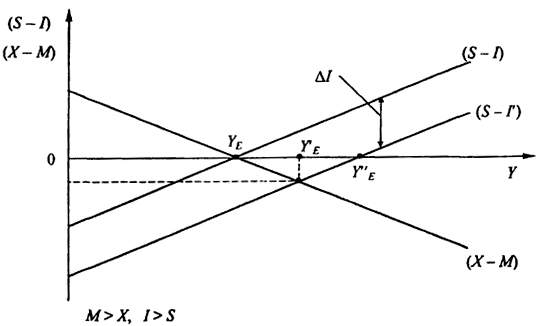 (S – I)
(X – M)
(S – I)
ΔI
(S – I')
Y_E
Y'_E
0
Y''_E
Y
(X – M)
M > X, I > S